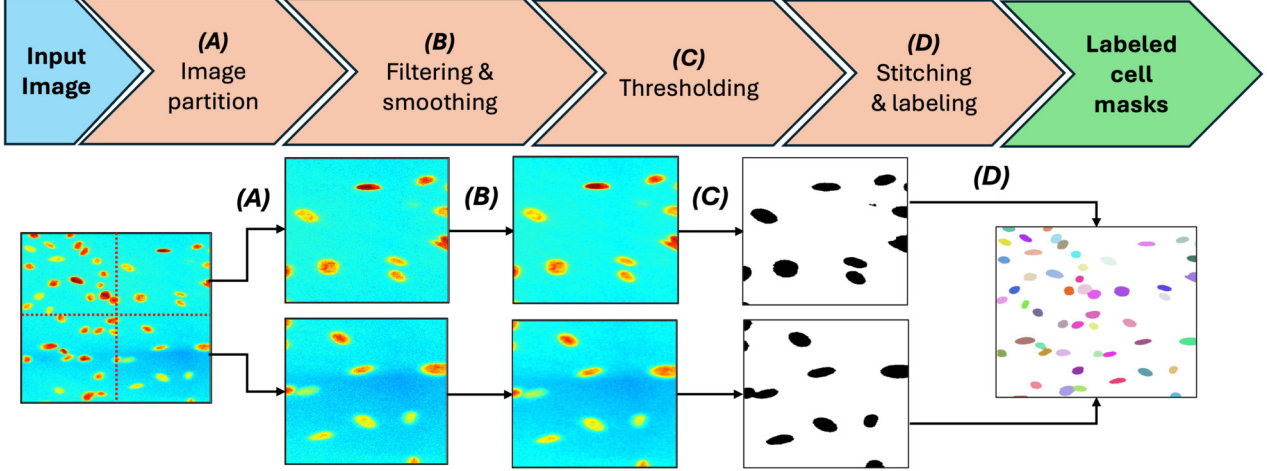 Input
Image
(A)
Image
partition
(B)
Filtering &
smoothing
(C)
Thresholding
(D)
Stitching
& labeling
Labeled
cell
masks
(A)
(B)
(C)
(D)